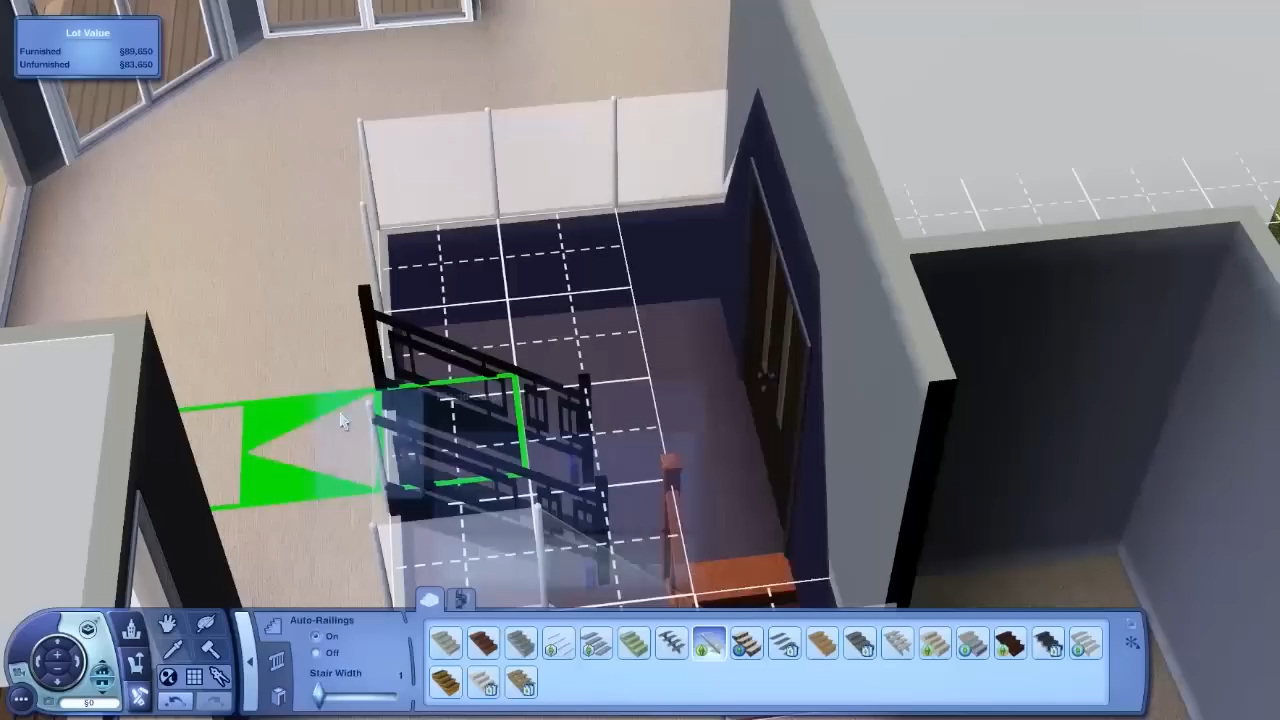 Lot Value
Furnished §89,650
Unfurnished §83,650
Auto-Railings
On
Off
Stair Width 1
§0